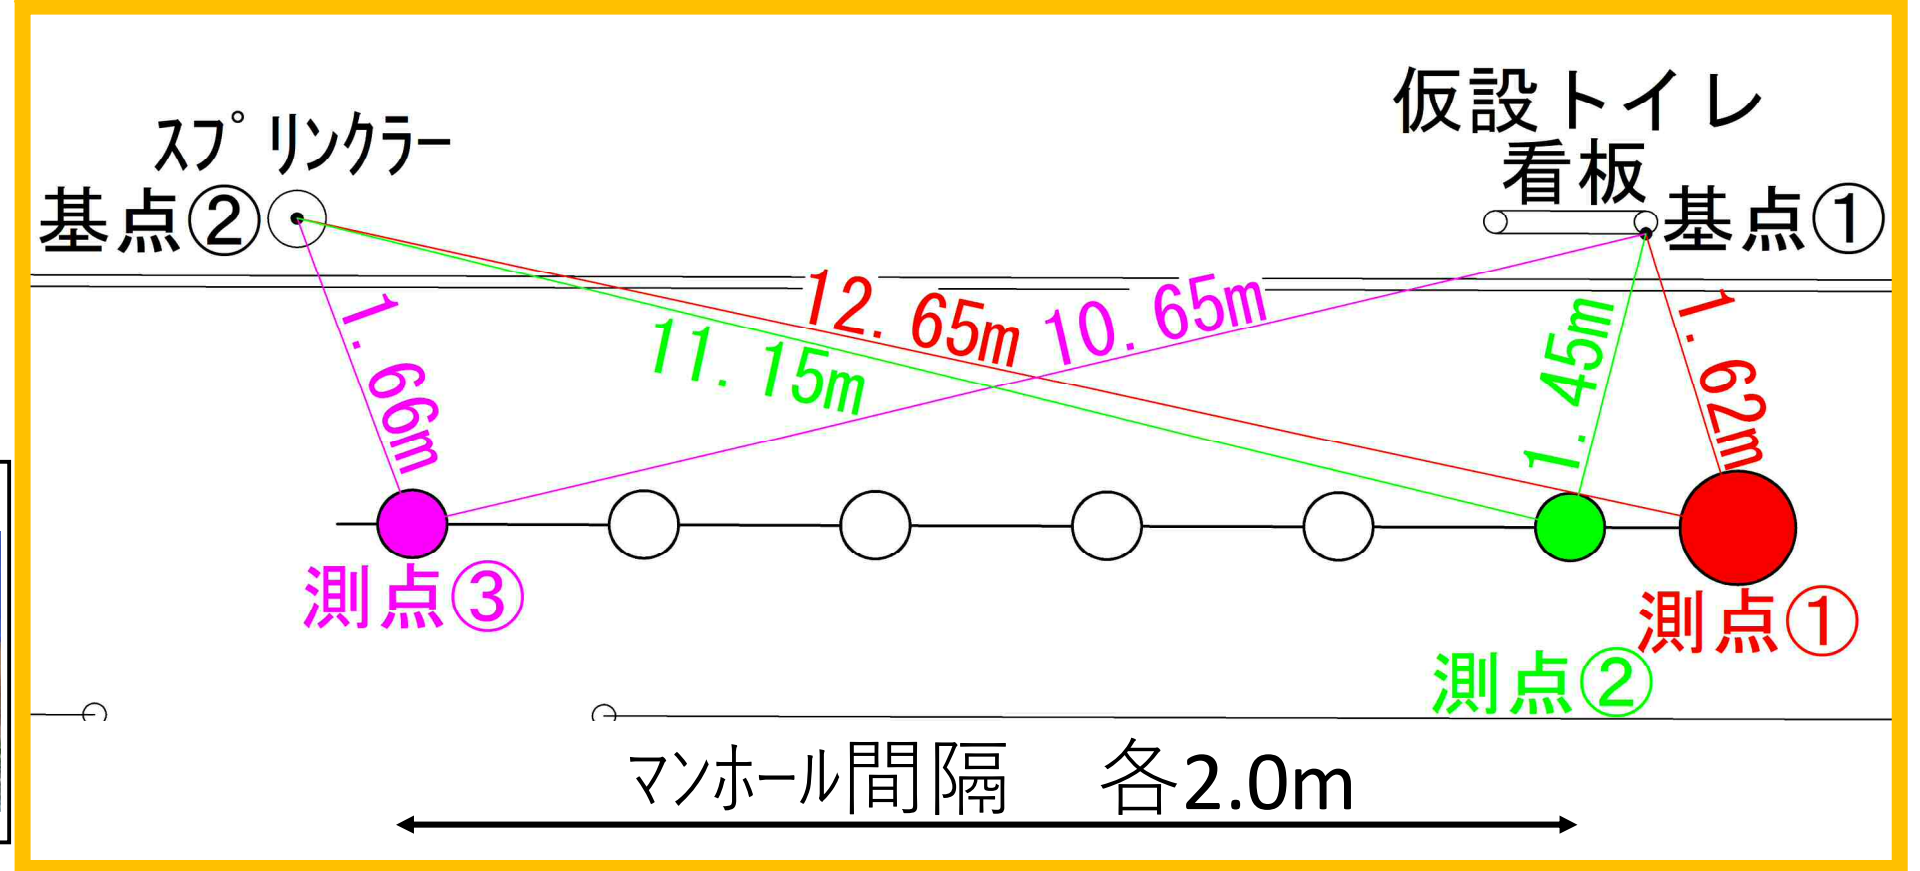 仮設トイレ
看板
スプリンクラー
基点②
基点①
12.65m
10.65m
11.15m
1.45m
1.62m
1.66m
測点③
測点①
測点②
マンホール間隔 各2.0m